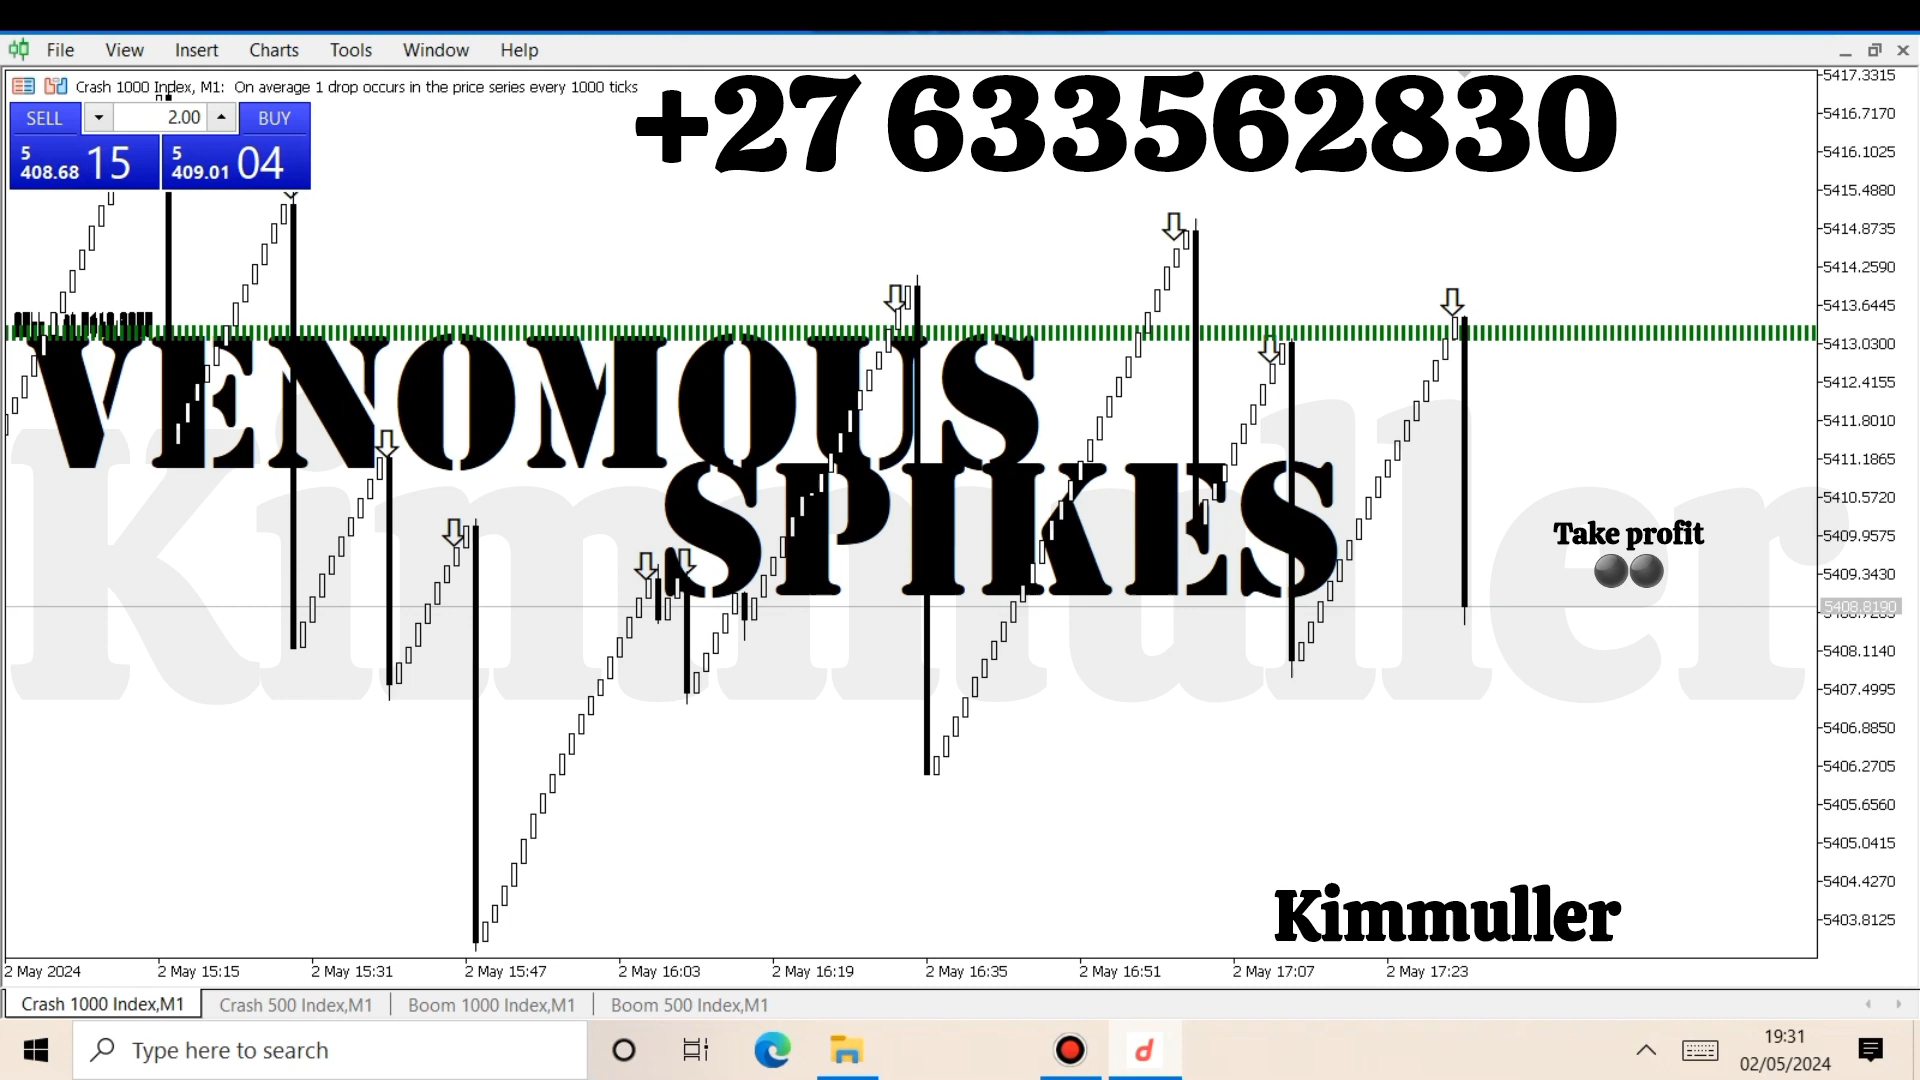 File View Insert Charts Tools Window Help
Crash 1000 Index, M1: On average 1 drop occurs in the price series every 1000 ticks
+27 633562830
SELL 2.00 BUY
5 408.68 15 5 409.01 04
VENOMOUS
SPIKES
Kimmuller
Take profit
Kimmuller
5417.3315
5416.7170
5416.1025
5415.4880
5414.8735
5414.2590
5413.6445
5413.0300
5412.4155
5411.8010
5411.1865
5410.5720
5409.9575
5409.3430
5408.8190
5408.1140
5407.4995
5406.8850
5406.2705
5405.6560
5405.0415
5404.4270
5403.8125
2 May 2024 2 May 15:15 2 May 15:31 2 May 15:47 2 May 16:03 2 May 16:19 2 May 16:35 2 May 16:51 2 May 17:07 2 May 17:23
Crash 1000 Index,M1 Crash 500 Index,M1 Boom 1000 Index,M1 Boom 500 Index,M1
Type here to search
19:31
02/05/2024